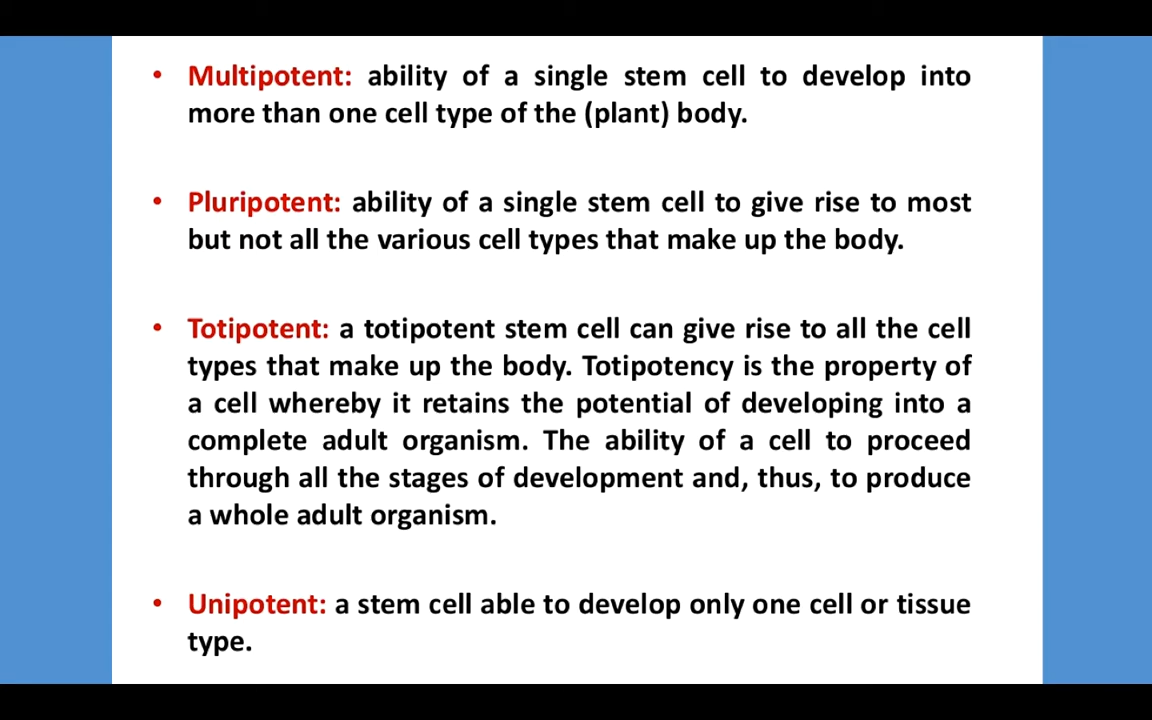 • Multipotent: ability of a single stem cell to develop into
more than one cell type of the (plant) body.
• Pluripotent: ability of a single stem cell to give rise to most
but not all the various cell types that make up the body.
• Totipotent: a totipotent stem cell can give rise to all the cell
types that make up the body. Totipotency is the property of
a cell whereby it retains the potential of developing into a
complete adult organism. The ability of a cell to proceed
through all the stages of development and, thus, to produce
a whole adult organism.
• Unipotent: a stem cell able to develop only one cell or tissue
type.